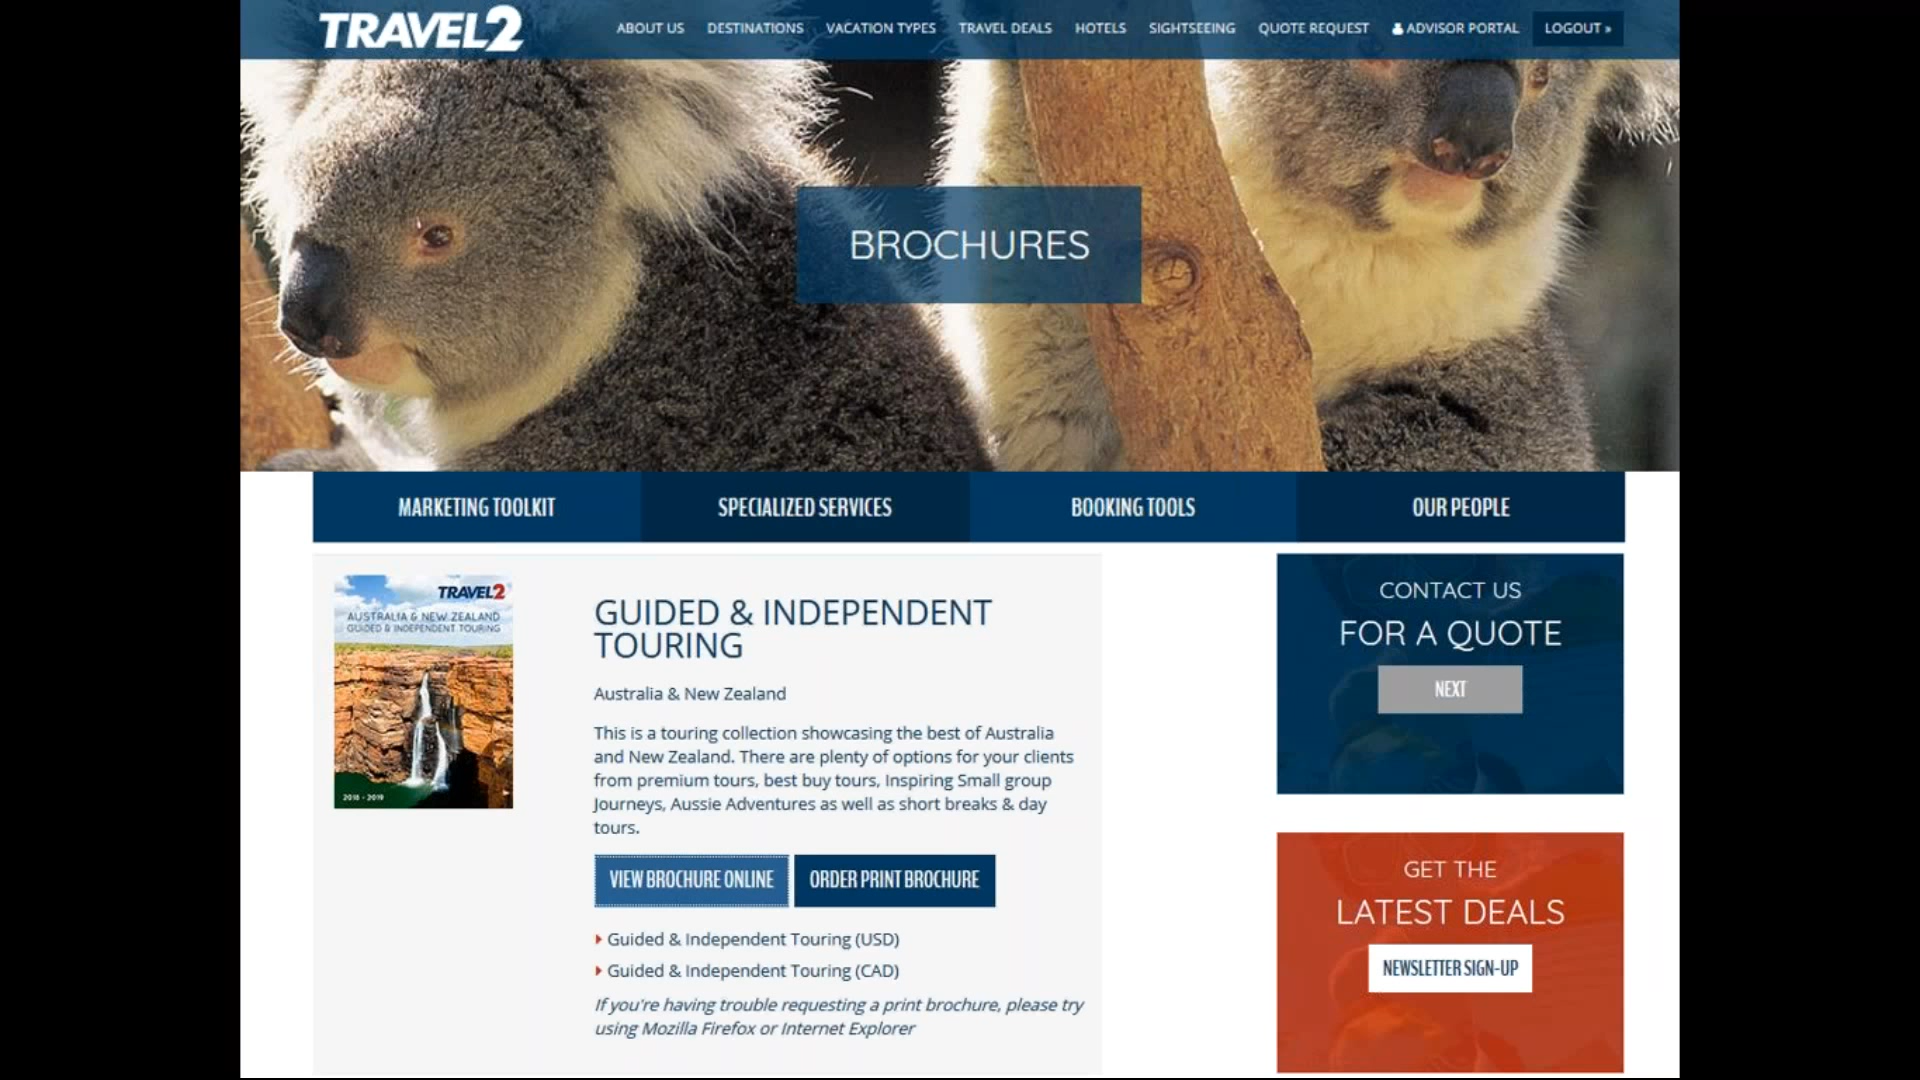 TRAVEL2
ABOUT US DESTINATIONS VACATION TYPES TRAVEL DEALS HOTELS SIGHTSEEING QUOTE REQUEST ADVISOR PORTAL LOGOUT »
BROCHURES
MARKETING TOOLKIT SPECIALIZED SERVICES BOOKING TOOLS OUR PEOPLE
TRAVEL2
AUSTRALIA & NEW ZEALAND
GUIDED & INDEPENDENT TOURING
2018 - 2019
GUIDED & INDEPENDENT
TOURING
Australia & New Zealand
This is a touring collection showcasing the best of Australia
and New Zealand. There are plenty of options for your clients
from premium tours, best buy tours, Inspiring Small group
Journeys, Aussie Adventures as well as short breaks & day
tours.
VIEW BROCHURE ONLINE ORDER PRINT BROCHURE
Guided & Independent Touring (USD)
Guided & Independent Touring (CAD)
If you're having trouble requesting a print brochure, please try
using Mozilla Firefox or Internet Explorer
CONTACT US
FOR A QUOTE
NEXT
GET THE
LATEST DEALS
NEWSLETTER SIGN-UP